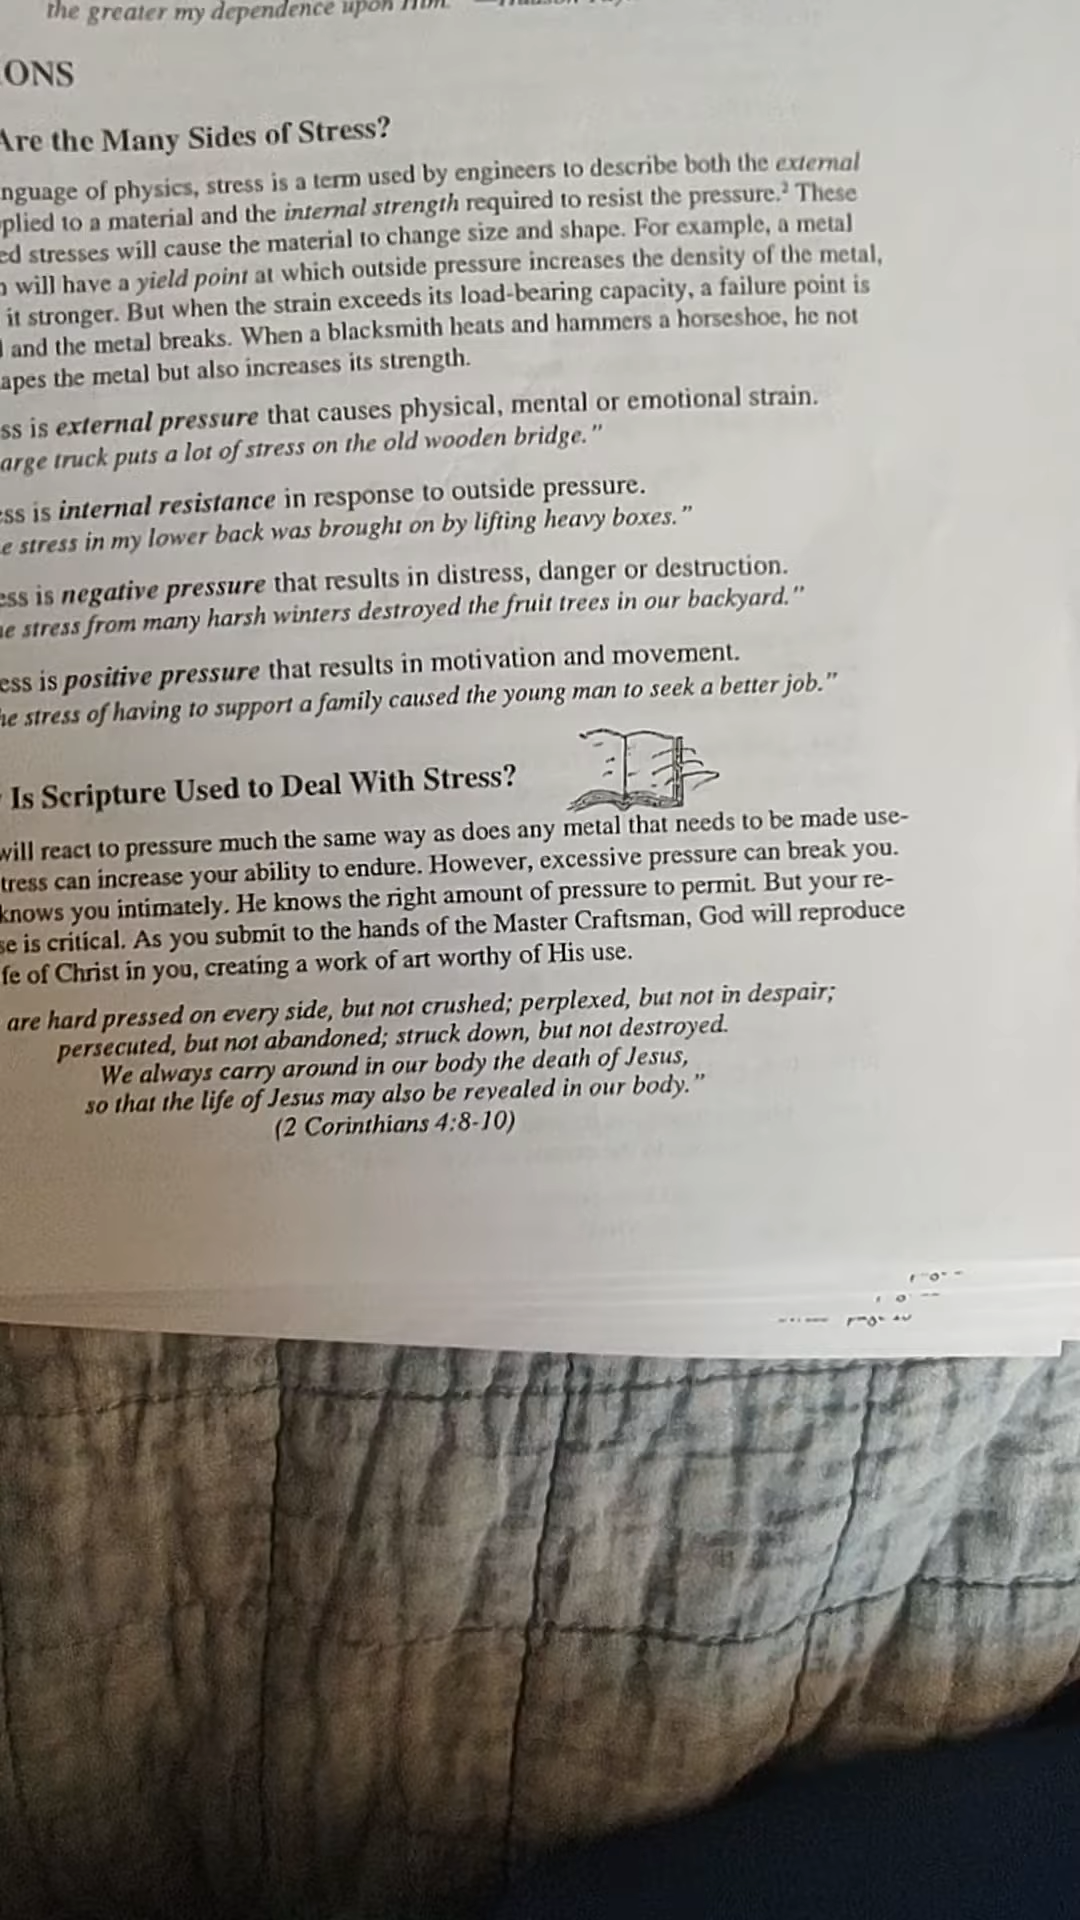 the greater my dependence upon Him.
ONS
Are the Many Sides of Stress?
nguage of physics, stress is a term used by engineers to describe both the external
plied to a material and the internal strength required to resist the pressure.² These
ed stresses will cause the material to change size and shape. For example, a metal
will have a yield point at which outside pressure increases the density of the metal,
it stronger. But when the strain exceeds its load-bearing capacity, a failure point is
and the metal breaks. When a blacksmith heats and hammers a horseshoe, he not
apes the metal but also increases its strength.
ss is external pressure that causes physical, mental or emotional strain.
arge truck puts a lot of stress on the old wooden bridge."
ess is internal resistance in response to outside pressure.
e stress in my lower back was brought on by lifting heavy boxes."
ess is negative pressure that results in distress, danger or destruction.
he stress from many harsh winters destroyed the fruit trees in our backyard."
ess is positive pressure that results in motivation and movement.
he stress of having to support a family caused the young man to seek a better job."
Is Scripture Used to Deal With Stress?
will react to pressure much the same way as does any metal that needs to be made use-
tress can increase your ability to endure. However, excessive pressure can break you.
knows you intimately. He knows the right amount of pressure to permit. But your re-
se is critical. As you submit to the hands of the Master Craftsman, God will reproduce
fe of Christ in you, creating a work of art worthy of His use.
are hard pressed on every side, but not crushed; perplexed, but not in despair;
persecuted, but not abandoned; struck down, but not destroyed.
We always carry around in our body the death of Jesus,
so that the life of Jesus may also be revealed in our body."
(2 Corinthians 4:8-10)